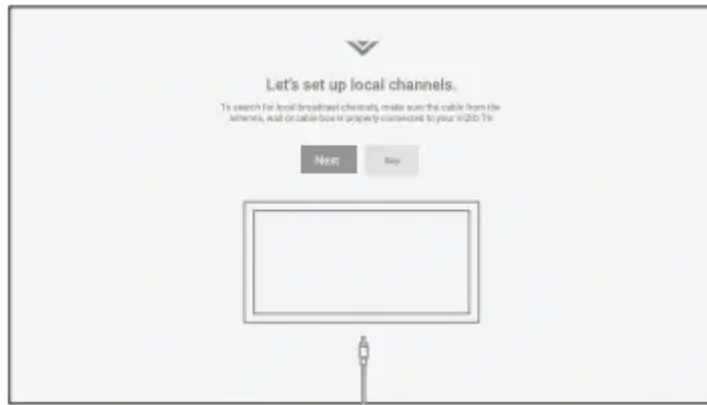 Let's set up local channels.
To search for local broadcast channels, make sure the cable from the
antenna, wall or cable box is properly connected to your VIZIO TV
Next
Skip